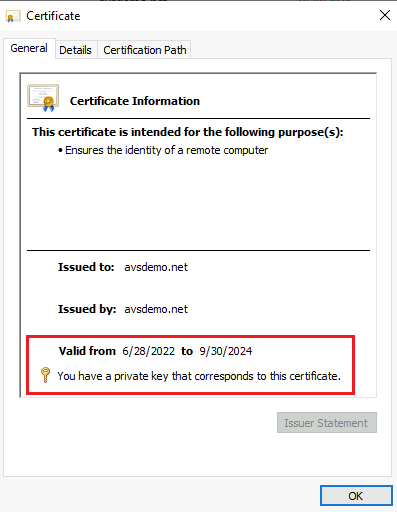 Certificate
General Details Certification Path
Certificate Information
This certificate is intended for the following purpose(s):
• Ensures the identity of a remote computer
Issued to: avsdemo.net
Issued by: avsdemo.net
Valid from 6/28/2022 to 9/30/2024
You have a private key that corresponds to this certificate.
Issuer Statement
OK